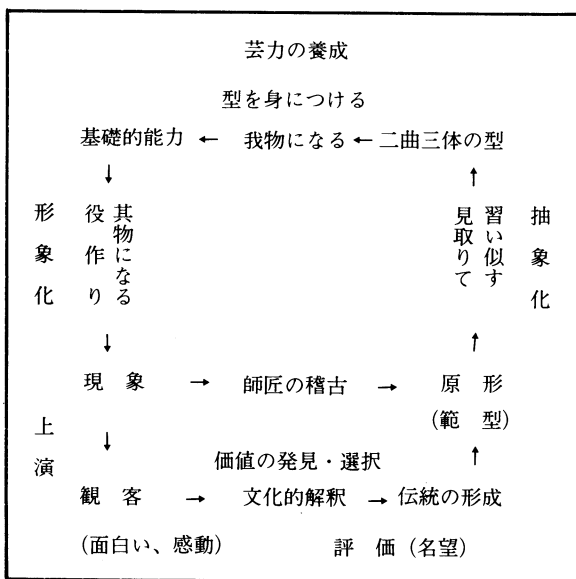 芸力の養成
型を身につける
基礎的能力 ← 我物になる ← 二曲三体の型
↓
↑
形象化
役作り
其物になる
習い似す
見取りて
抽象化
↓
↑
現象 → 師匠の稽古 → 原形
(範型)
上演
↓
↑
価値の発見・選択
観客 → 文化的解釈 → 伝統の形成
(面白い、感動)
評価(名望)